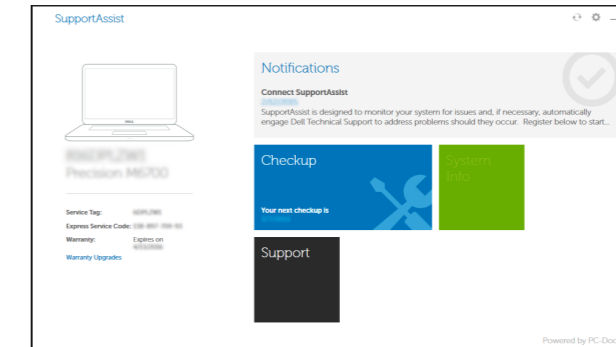 SupportAssist
DELL
Precision M6700
Service Tag:
Express Service Code:
Warranty: Expires on
Warranty Upgrades
Notifications
Connect SupportAssist
SupportAssist is designed to monitor your system for issues and, if necessary, automatically
engage Dell Technical Support to address problems should they occur. Register below to start...
Checkup
Your next checkup is
System
Info
Support
Powered by PC-Doc